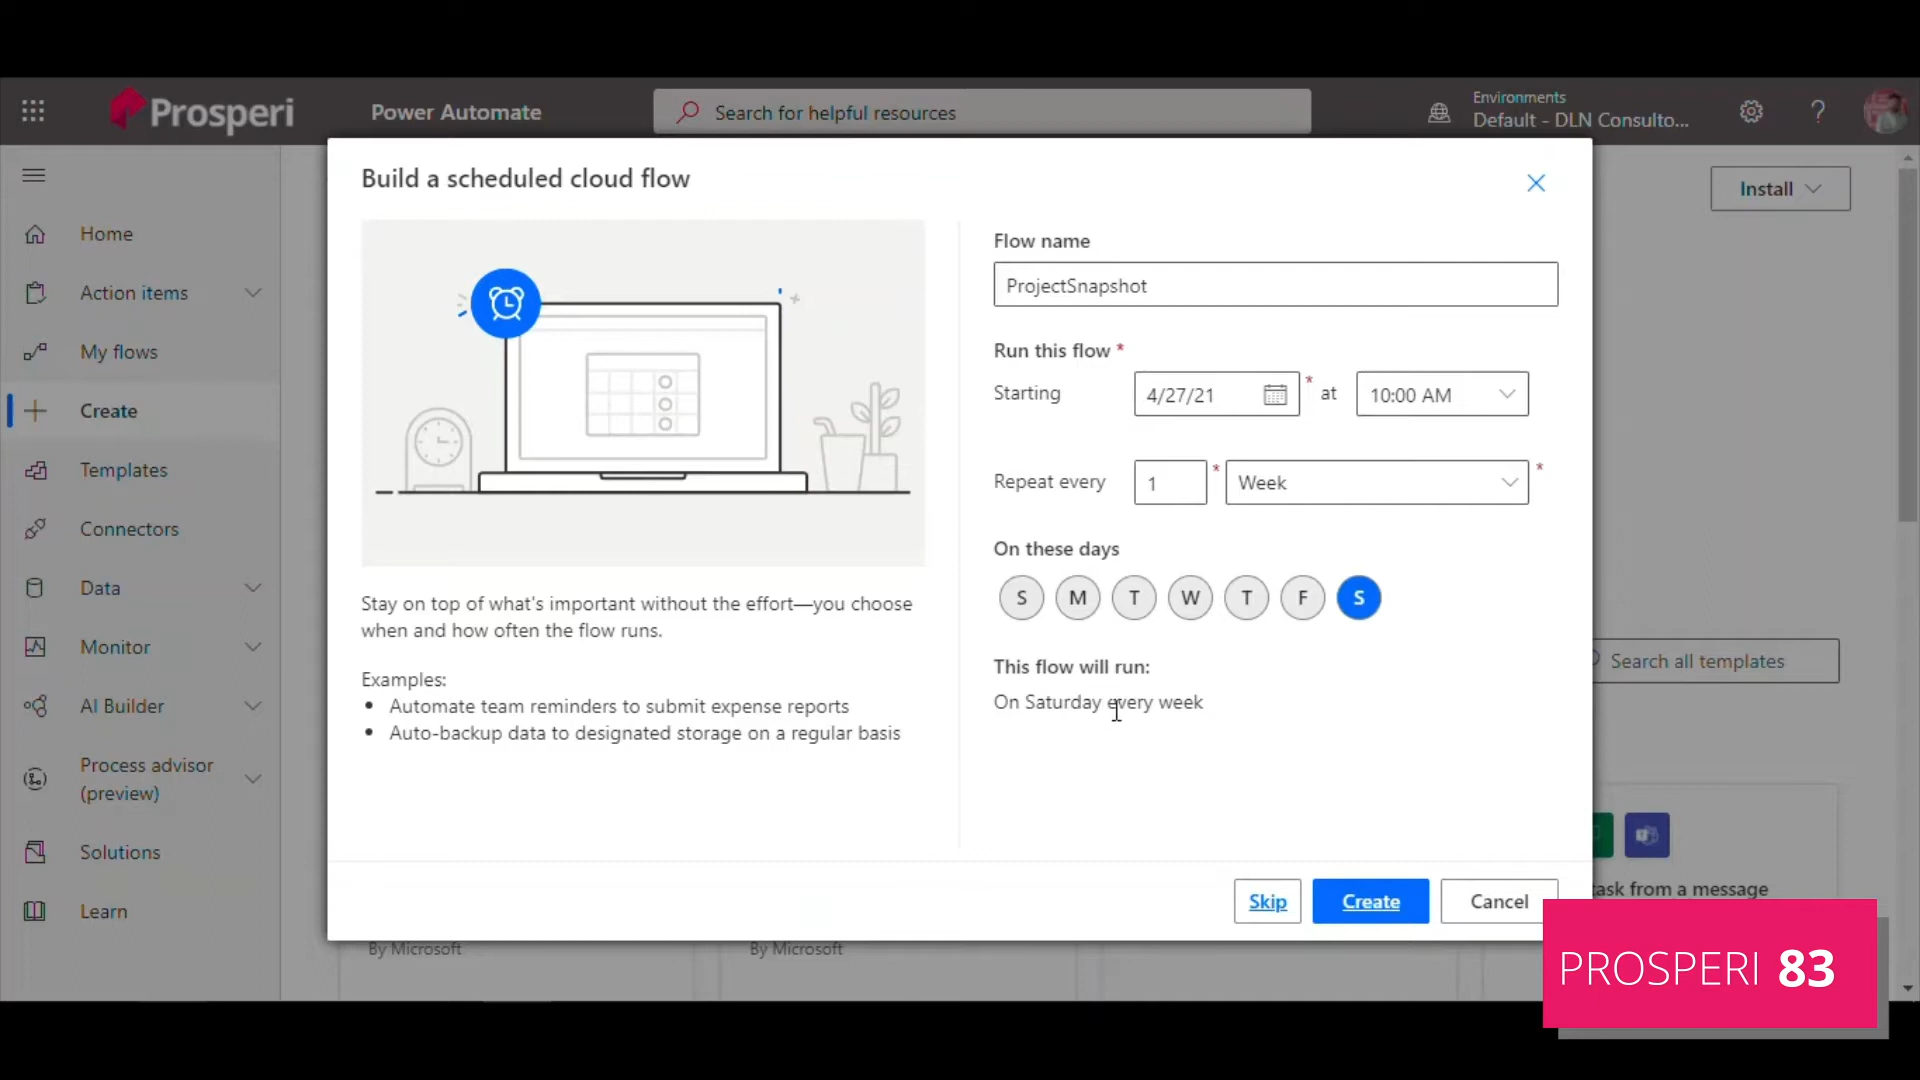 Prosperi
Power Automate
Search for helpful resources
Environments
Default - DLN Consulto...
?
Install
Home
Action items
My flows
Create
Templates
Connectors
Data
Monitor
AI Builder
Process advisor
(preview)
Solutions
Learn
Build a scheduled cloud flow
Stay on top of what's important without the effort—you choose
when and how often the flow runs.
Examples:
• Automate team reminders to submit expense reports
• Auto-backup data to designated storage on a regular basis
Flow name
ProjectSnapshot
Run this flow *
Starting 4/27/21 * at 10:00 AM
Repeat every 1 * Week *
On these days
S M T W T F S
This flow will run:
On Saturday every week
Skip Create Cancel
Search all templates
task from a message
By Microsoft
By Microsoft
PROSPERI 83